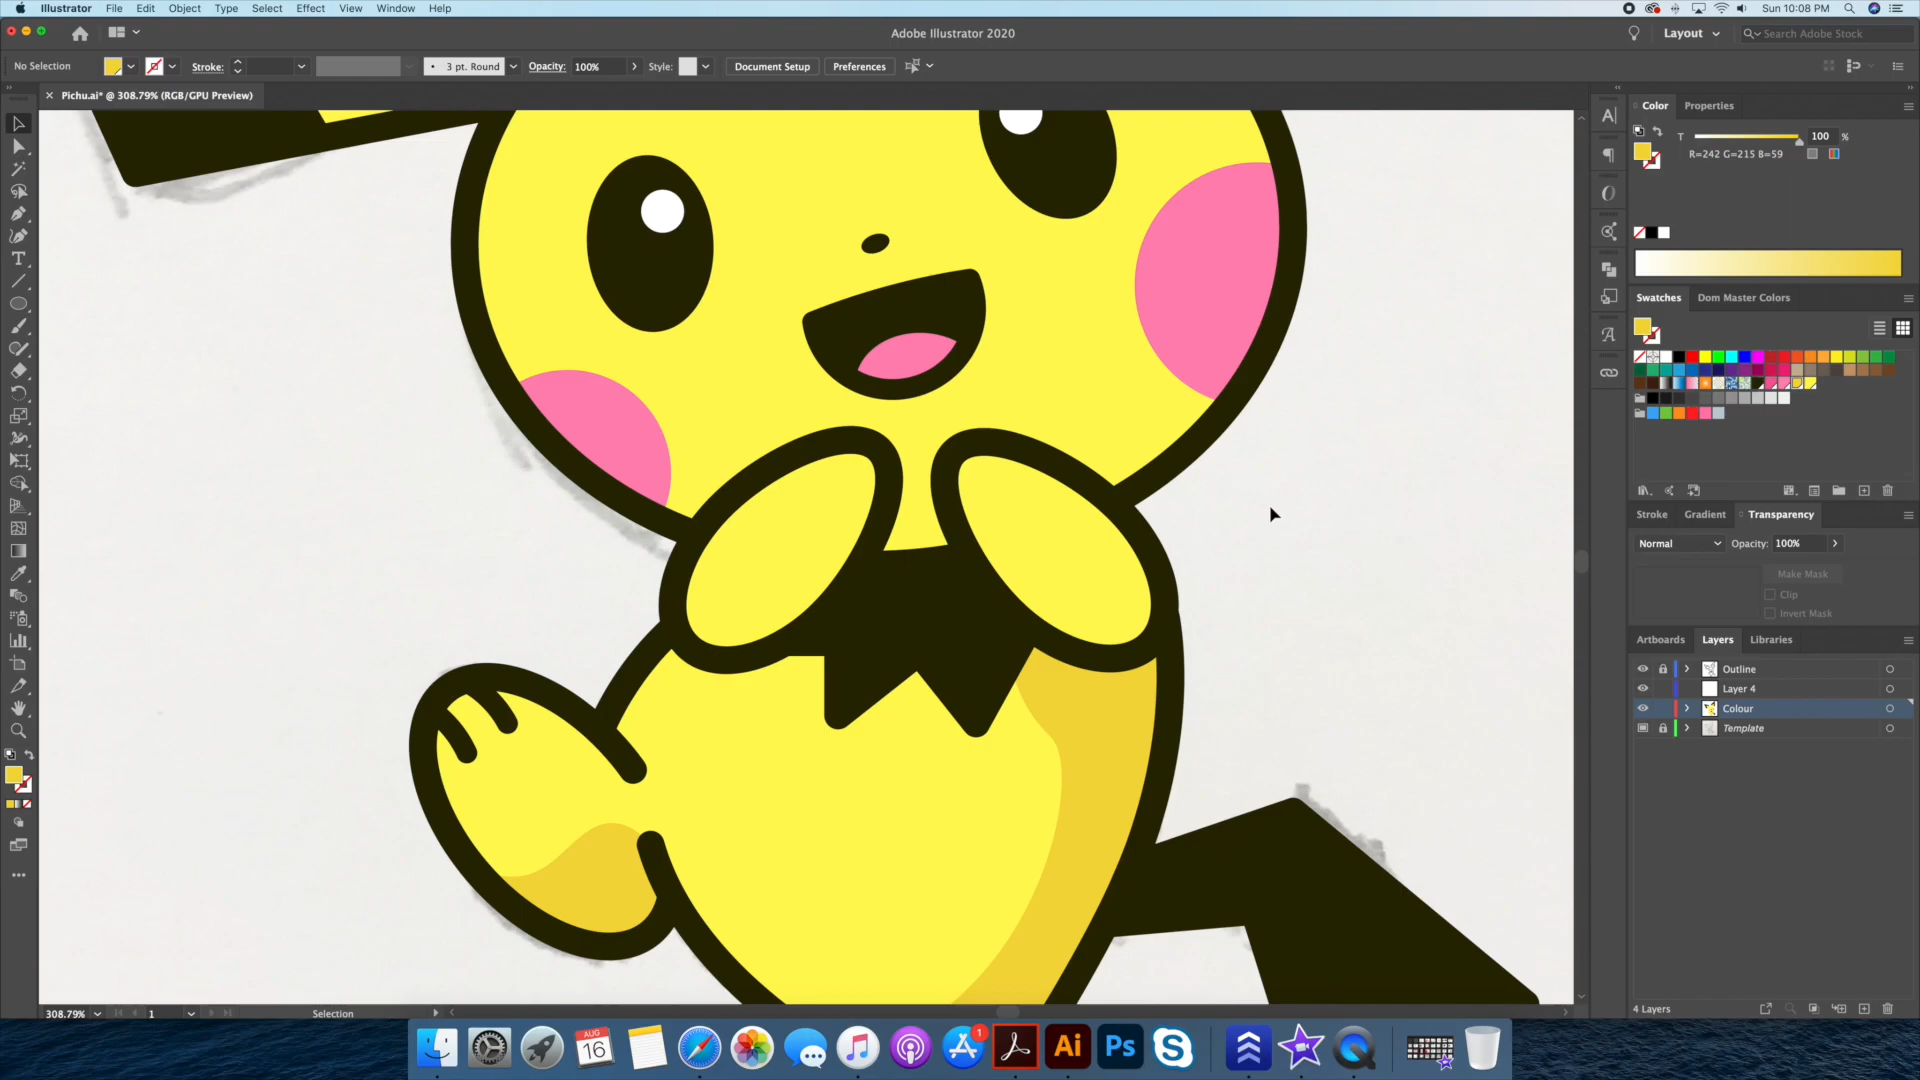 Illustrator File Edit Object Type Select Effect View Window Help
Sun 10:08 PM
Adobe Illustrator 2020
Layout
Search Adobe Stock
No Selection
Stroke:
3 pt. Round
Opacity: 100%
Style:
Document Setup
Preferences
Pichu.ai* @ 308.79% (RGB/GPU Preview)
Color Properties
T 100 %
R=242 G=215 B=59
Swatches Dom Master Colors
Stroke Gradient Transparency
Normal Opacity: 100%
Make Mask
Clip
Invert Mask
Artboards Layers Libraries
Outline
Layer 4
Colour
Template
4 Layers
308.79% 1 Selection
AUG
16
1
Ai
Ps
S